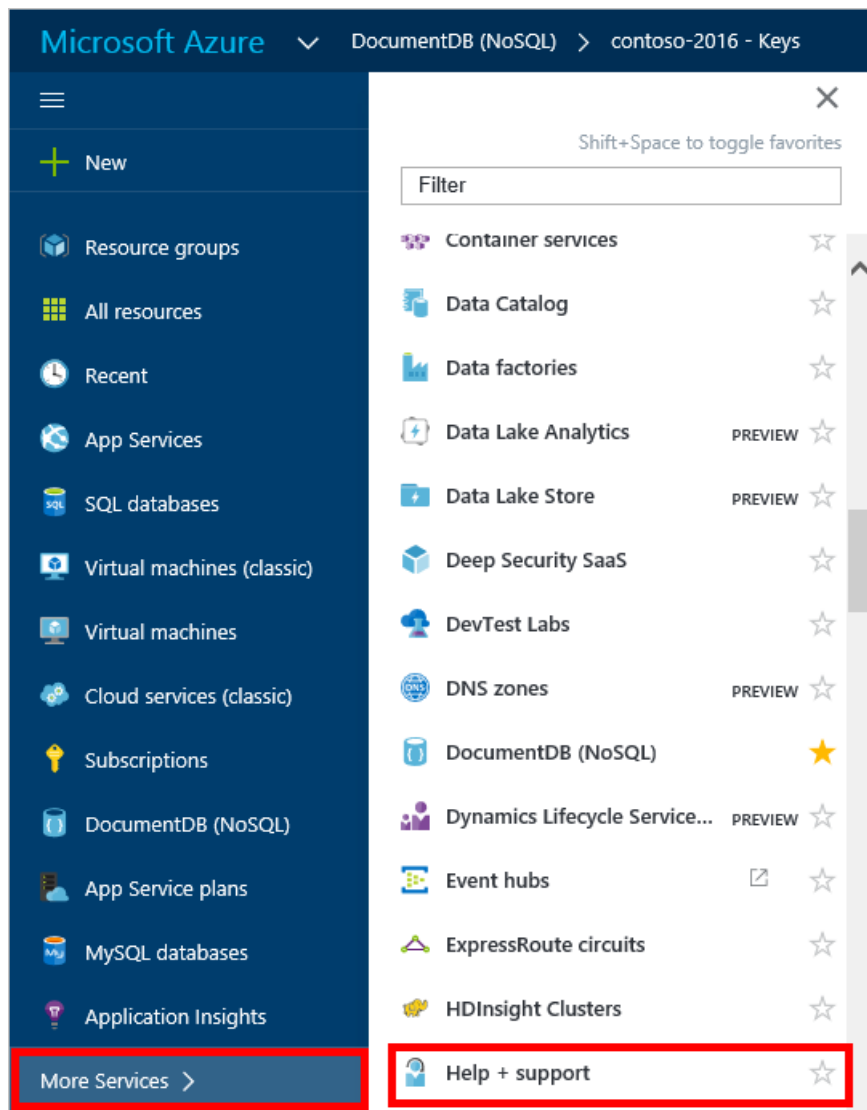 Microsoft Azure DocumentDB (NoSQL) > contoso-2016 - Keys
New
Resource groups
All resources
Recent
App Services
SQL databases
Virtual machines (classic)
Virtual machines
Cloud services (classic)
Subscriptions
DocumentDB (NoSQL)
App Service plans
MySQL databases
Application Insights
More Services >
Shift+Space to toggle favorites
Filter
Container services
Data Catalog
Data factories
Data Lake Analytics PREVIEW
Data Lake Store PREVIEW
Deep Security SaaS
DevTest Labs
DNS zones PREVIEW
DocumentDB (NoSQL)
Dynamics Lifecycle Service... PREVIEW
Event hubs
ExpressRoute circuits
HDInsight Clusters
Help + support